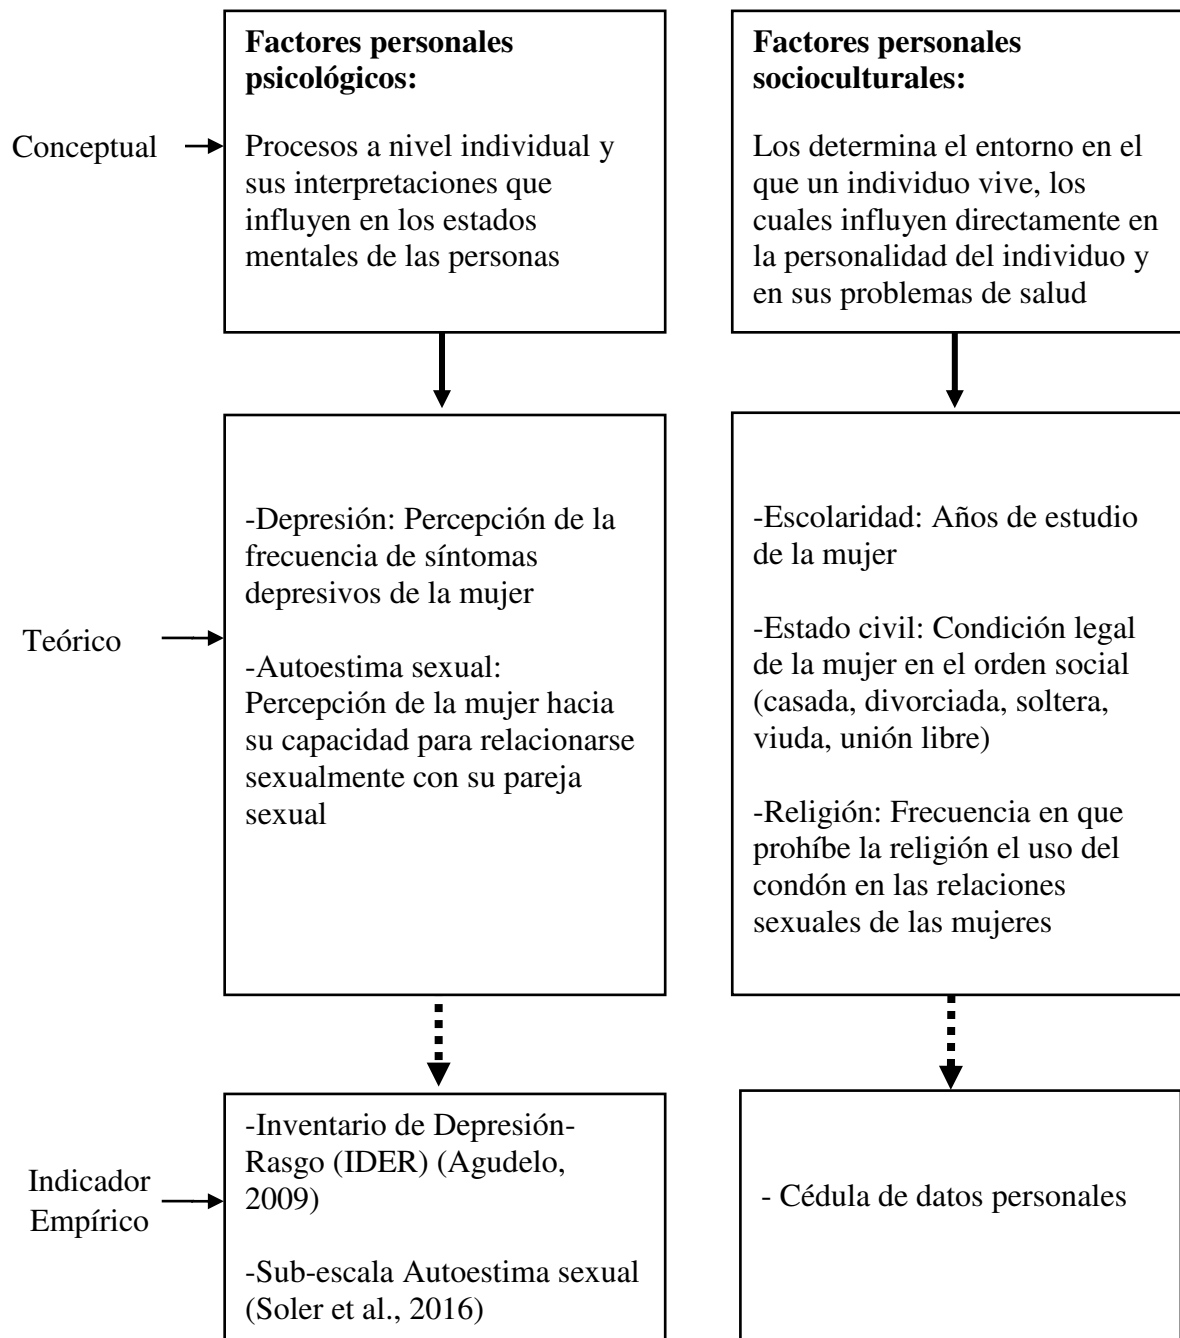 Factores personales
psicológicos:
Procesos a nivel individual y
sus interpretaciones que
influyen en los estados
mentales de las personas
Factores personales
socioculturales:
Los determina el entorno en el
que un individuo vive, los
cuales influyen directamente en
la personalidad del individuo y
en sus problemas de salud
Conceptual
-Depresión: Percepción de la
frecuencia de síntomas
depresivos de la mujer
-Autoestima sexual:
Percepción de la mujer hacia
su capacidad para relacionarse
sexualmente con su pareja
sexual
-Escolaridad: Años de estudio
de la mujer
-Estado civil: Condición legal
de la mujer en el orden social
(casada, divorciada, soltera,
viuda, unión libre)
-Religión: Frecuencia en que
prohíbe la religión el uso del
condón en las relaciones
sexuales de las mujeres
Teórico
-Inventario de Depresión-
Rasgo (IDER) (Agudelo,
2009)
-Sub-escala Autoestima sexual
(Soler et al., 2016)
- Cédula de datos personales
Indicador
Empírico